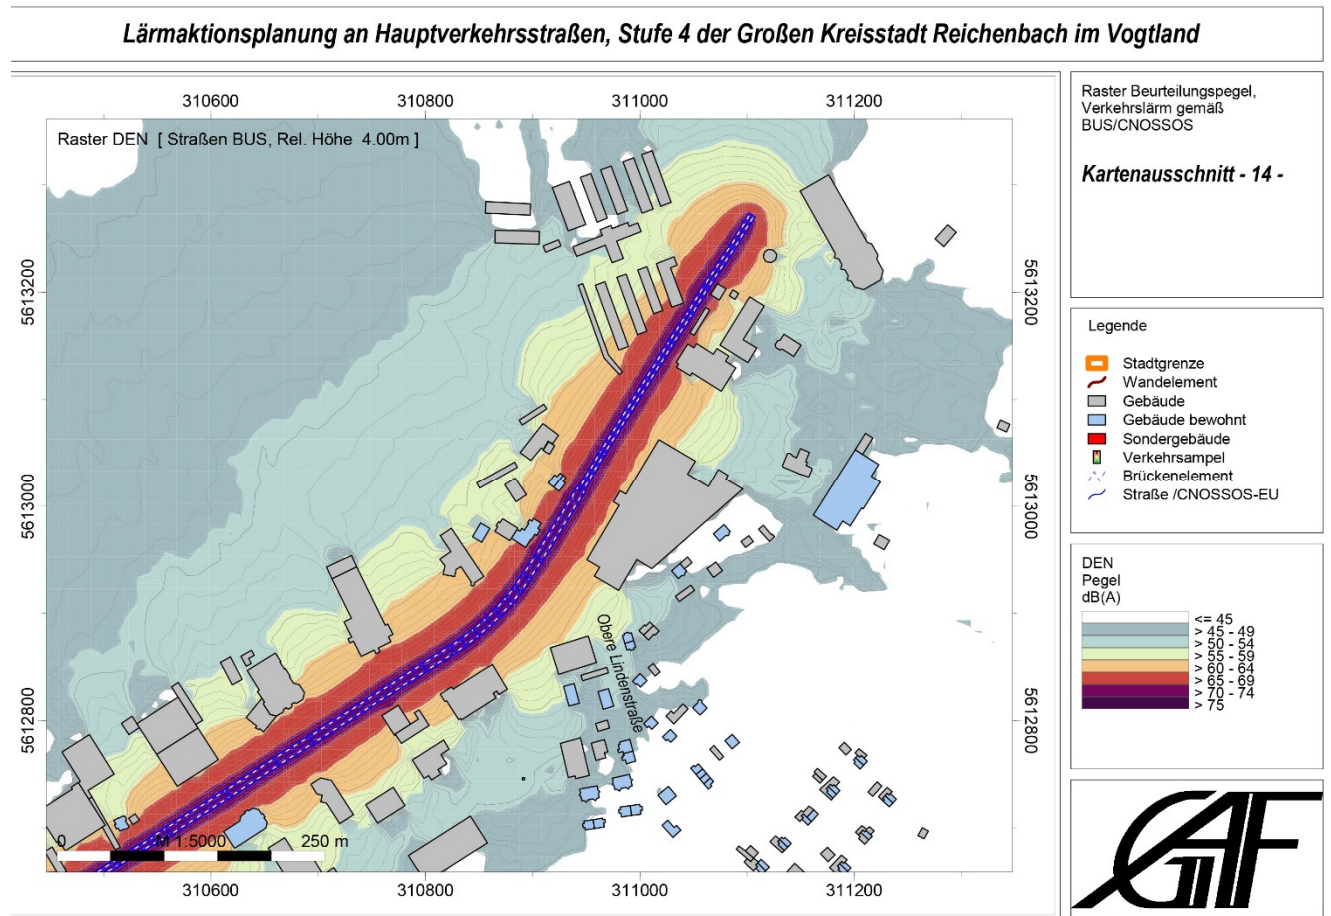 Lärmaktionsplanung an Hauptverkehrsstraßen, Stufe 4 der Großen Kreisstadt Reichenbach im Vogtland
310600 310800 311000 311200
Raster DEN [ Straßen BUS, Rel. Höhe 4.00m ]
5613200
5613000
5612800
5613200
5613000
5612800
Obere Lindenstraße
0 M 1:5000 250 m
310600 310800 311000 311200
Raster Beurteilungspegel,
Verkehrslärm gemäß
BUS/CNOSSOS
Kartenausschnitt - 14 -
Legende
Stadtgrenze
Wandelement
Gebäude
Gebäude bewohnt
Sondergebäude
Verkehrsampel
Brückenelement
Straße /CNOSSOS-EU
DEN
Pegel
dB(A)
<= 45
> 45 - 49
> 50 - 54
> 55 - 59
> 60 - 64
> 65 - 69
> 70 - 74
> 75
GAF